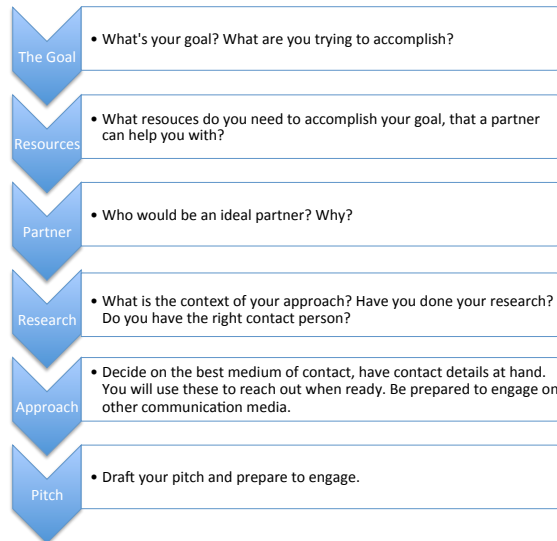 The Goal
• What's your goal? What are you trying to accomplish?
Resources
• What resouces do you need to accomplish your goal, that a partner
can help you with?
Partner
• Who would be an ideal partner? Why?
Research
• What is the context of your approach? Have you done your research?
Do you have the right contact person?
Approach
• Decide on the best medium of contact, have contact details at hand.
You will use these to reach out when ready. Be prepared to engage on
other communication media.
Pitch
• Draft your pitch and prepare to engage.